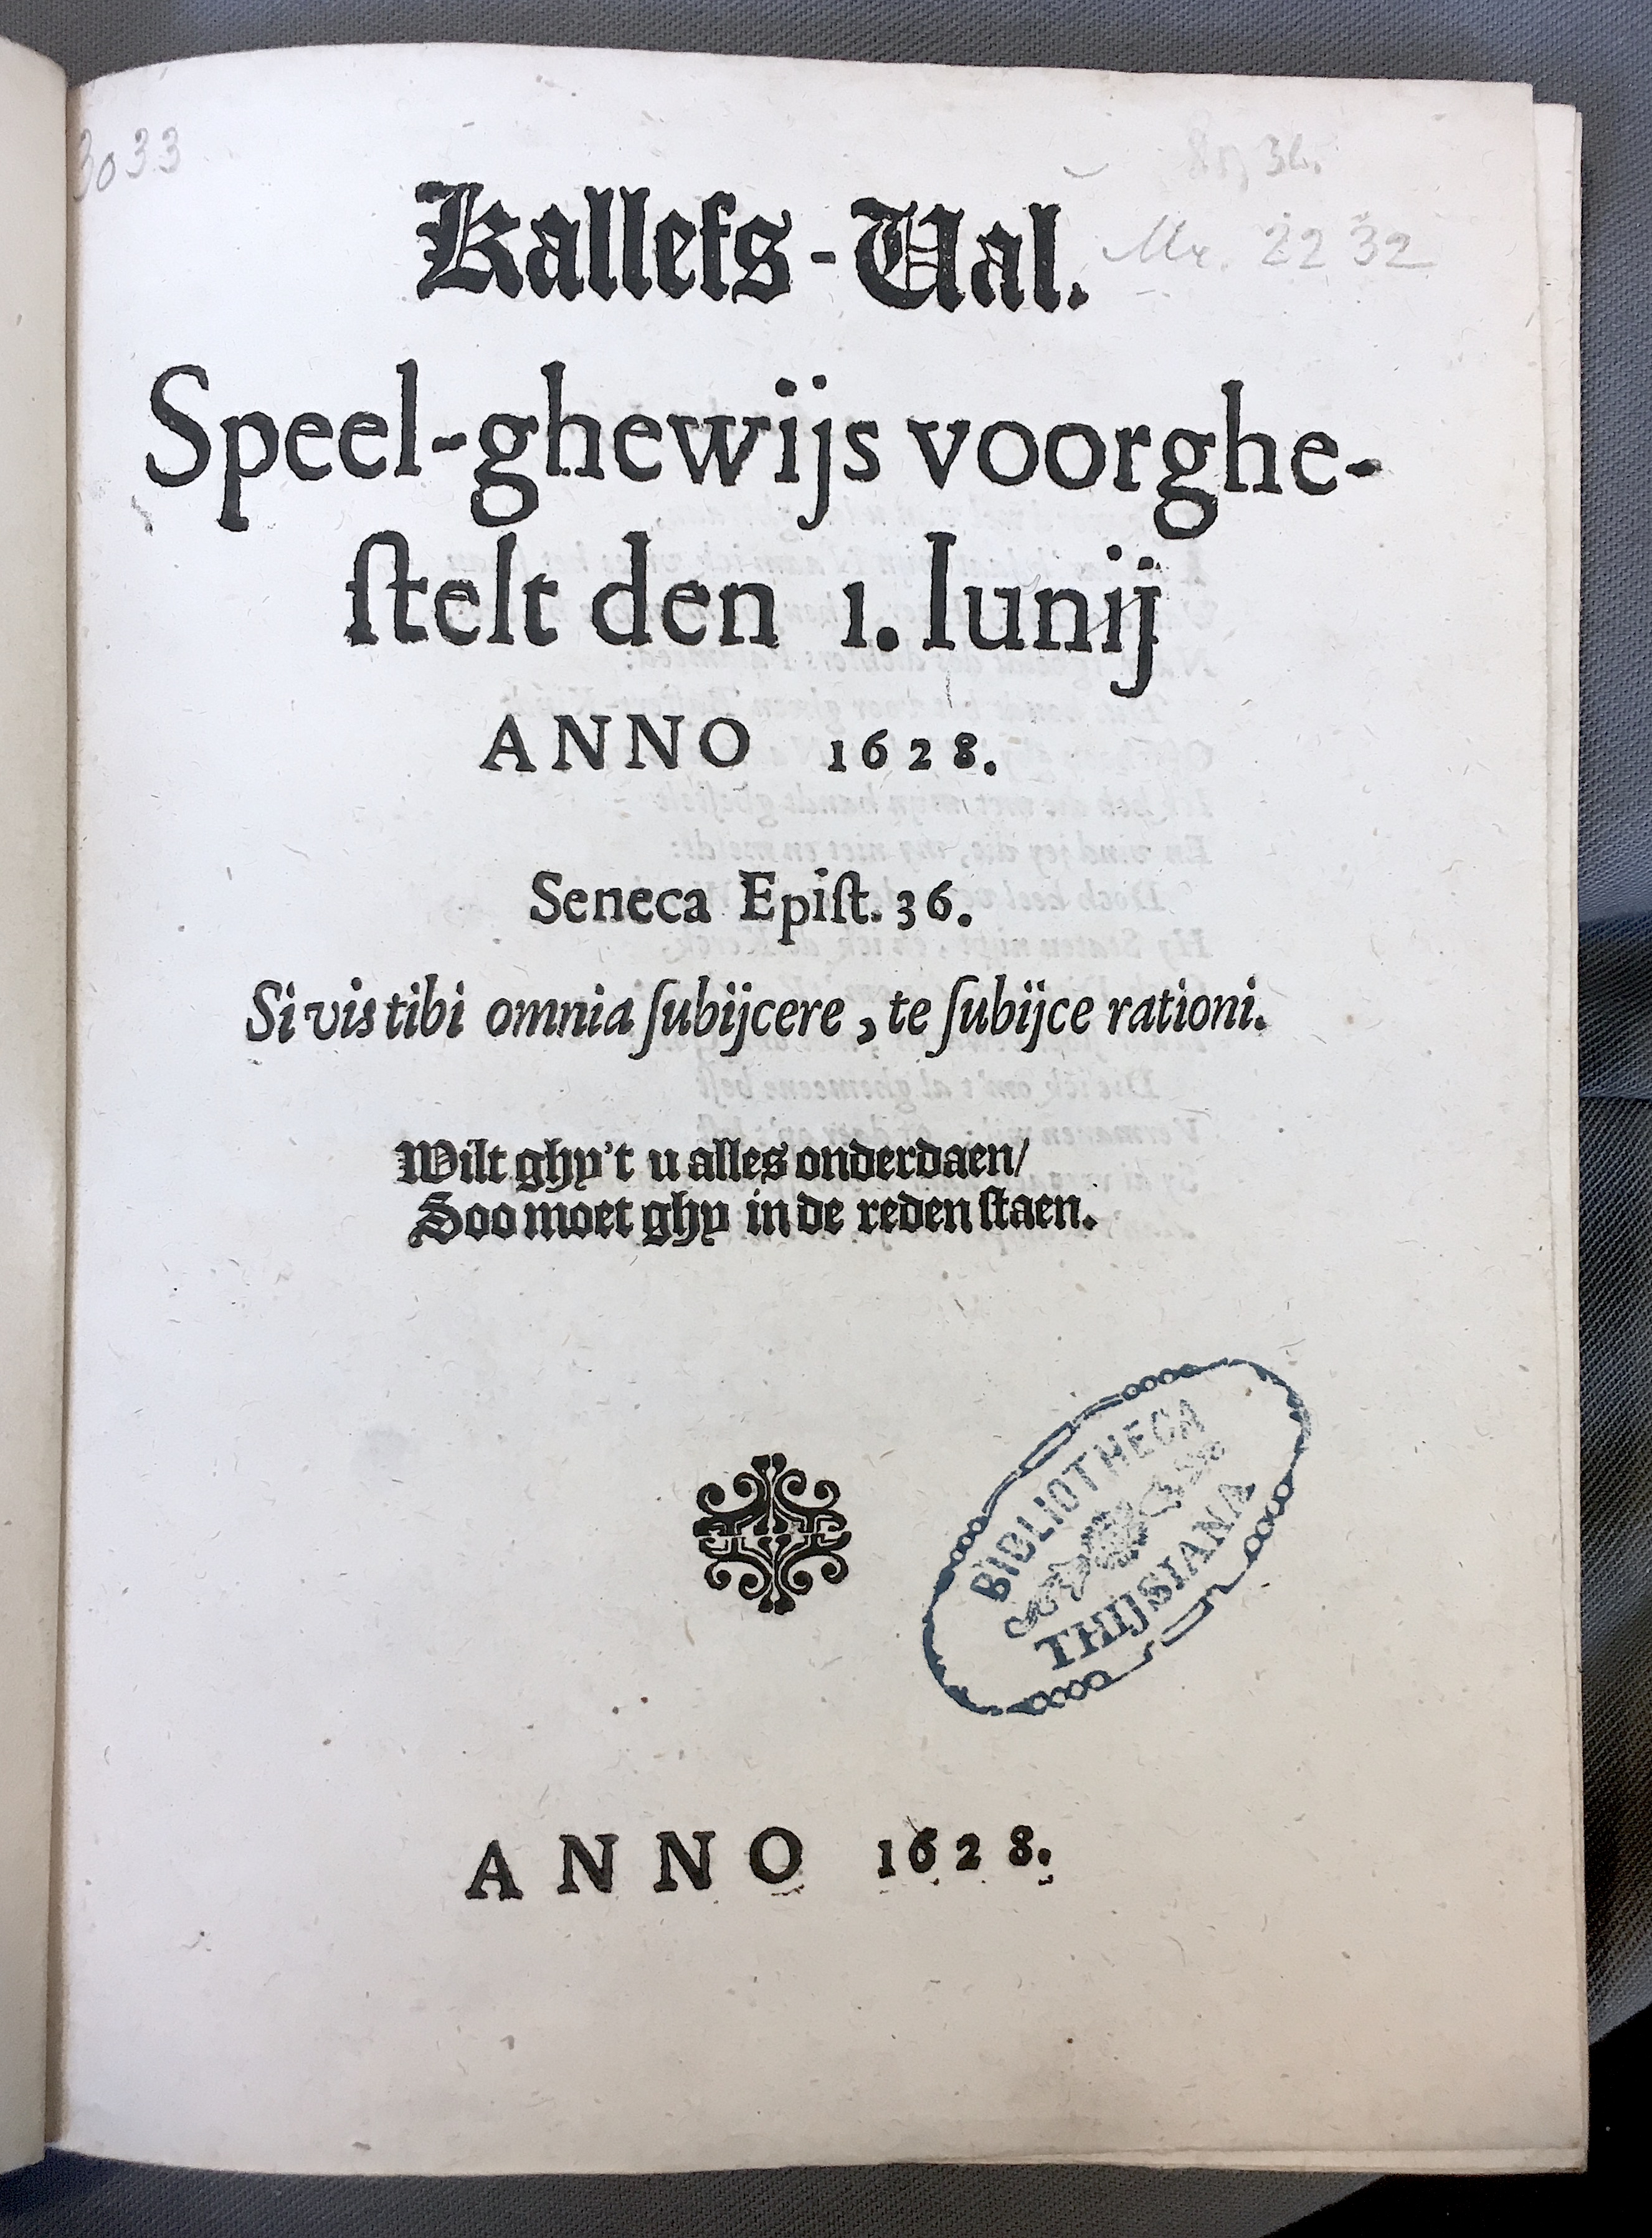 3033
36.
Mr. 2232
Kallefs-Ual.
Speel-ghewijs voorghe-
ſtelt den 1. Iunij
ANNO 1628.
Seneca Epiſt. 36.
Si vis tibi omnia ſubijcere, te ſubijce rationi.
Wilt ghy't u alles onderdaen/
Soo moet ghy in de reden ſtaen.
BIBLIOTHECA
THIJSIANA
ANNO 1628.